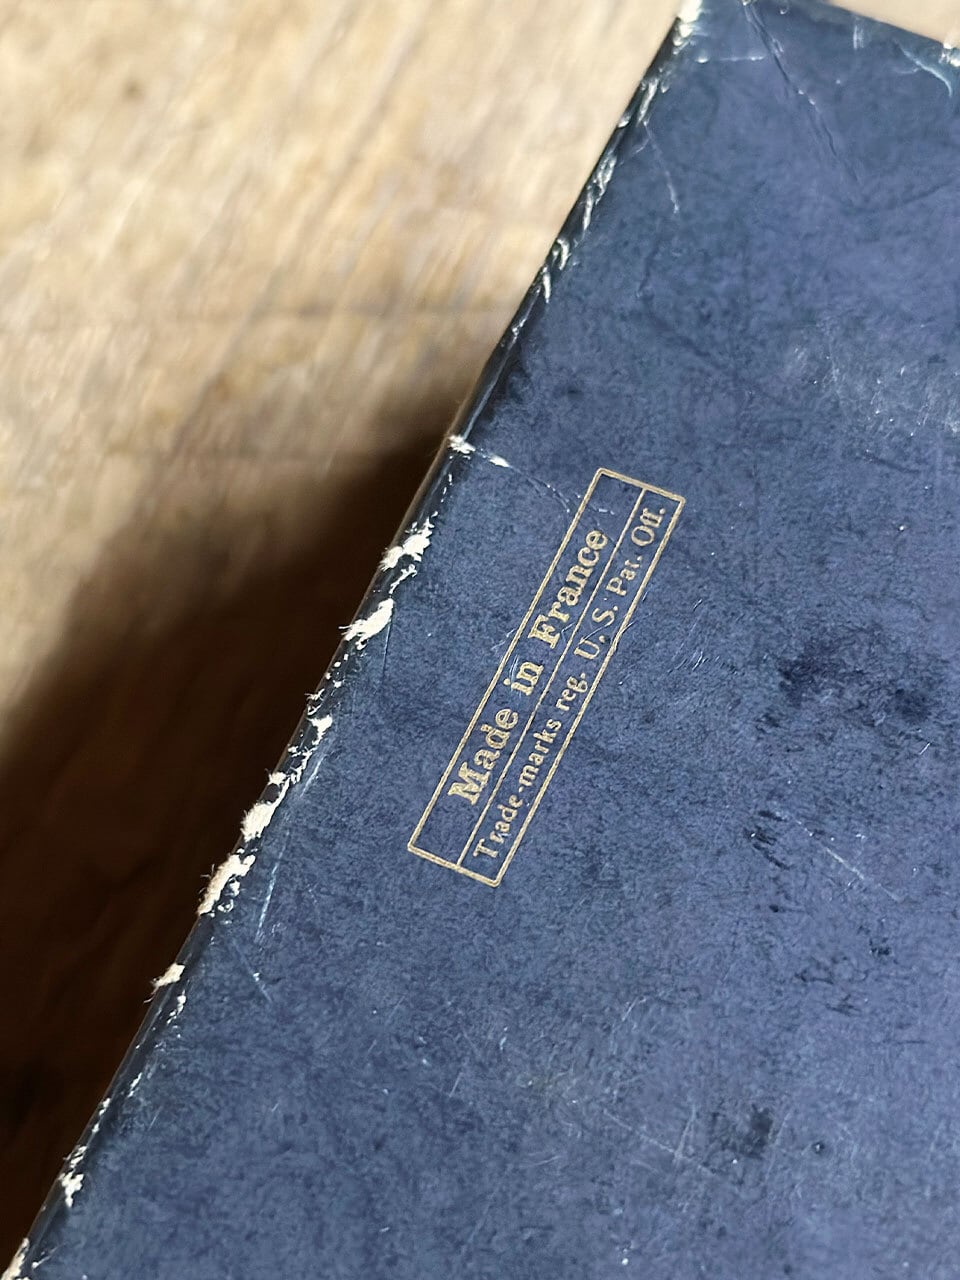 Made in France
Trade-marks reg. U. S. Pat. Off.